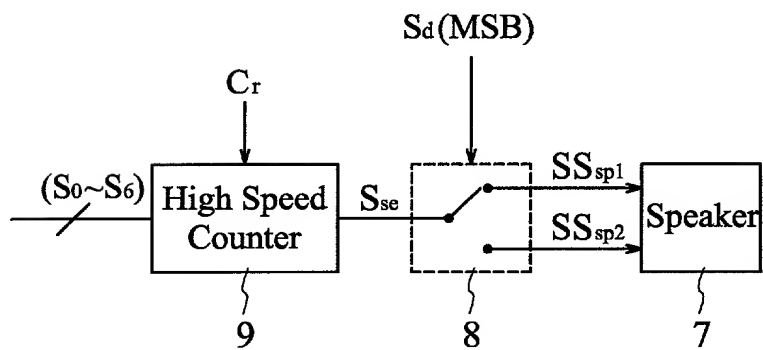 Sd(MSB)
Cr
(S0~S6)
High Speed
Counter
Sse
SSsp1
SSsp2
Speaker
9
8
7